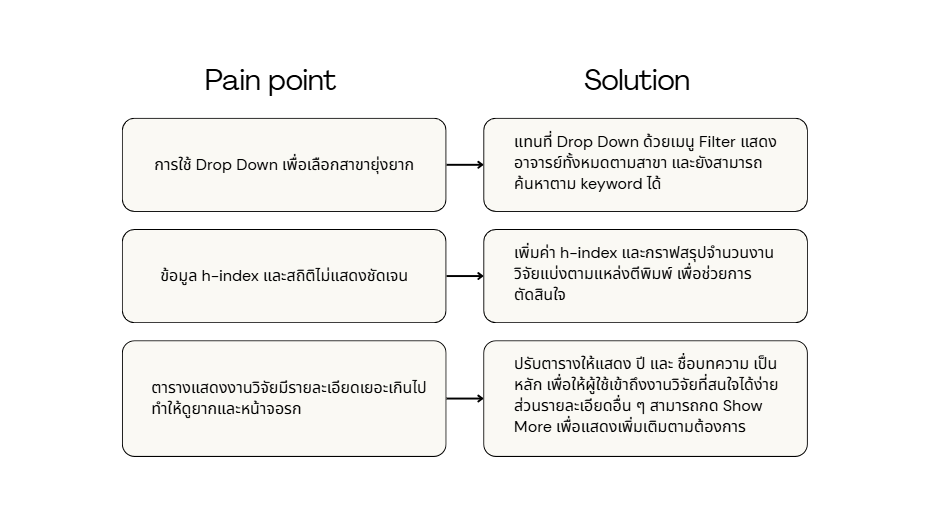 Pain point
Solution
การใช้ Drop Down เพื่อเลือกสาขายุ่งยาก
แทนที่ Drop Down ด้วยเมนู Filter แสดง
อาจารย์ทั้งหมดตามสาขา และยังสามารถ
ค้นหาตาม keyword ได้
ข้อมูล h-index และสถิติไม่แสดงชัดเจน
เพิ่มค่า h-index และกราฟสรุปจำนวนงาน
วิจัยแบ่งตามแหล่งตีพิมพ์ เพื่อช่วยการ
ตัดสินใจ
ตารางแสดงงานวิจัยมีรายละเอียดเยอะเกินไป
ทำให้ดูยากและหน้าจอรก
ปรับตารางให้แสดง ปี และ ชื่อบทความ เป็น
หลัก เพื่อให้ผู้ใช้เข้าถึงงานวิจัยที่สนใจได้ง่าย
ส่วนรายละเอียดอื่น ๆ สามารถกด Show
More เพื่อแสดงเพิ่มเติมตามต้องการ